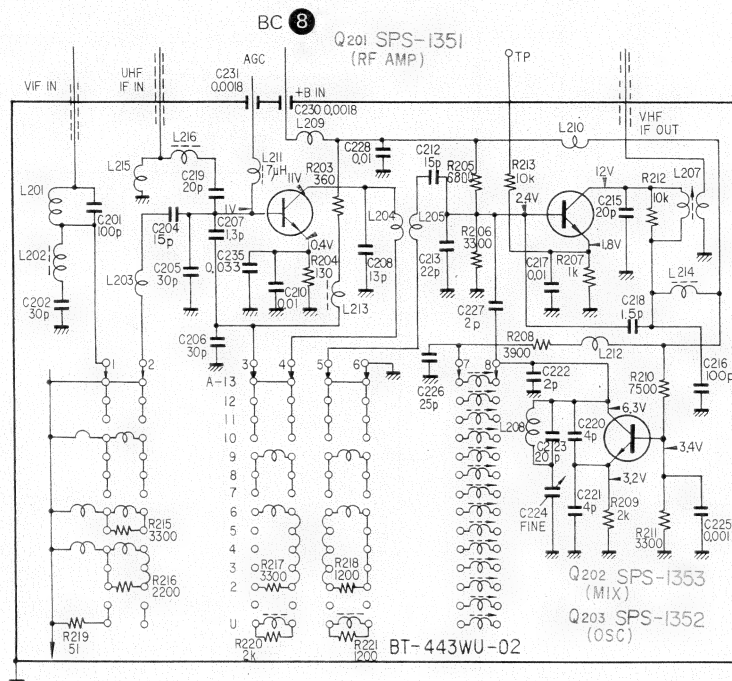 BC 8
Q201 SPS-1351
(RF AMP)
VIF IN
UHF
IF IN
AGC
C231
0.0018
+B IN
C230 0.0018
L209
TP
VHF
IF OUT
L216
L215
C219
20p
L211
7μH
11V
R203
360
C228
0.01
C212
15p
R205
6800
R213
10k
L210
12V
R212
10k
L207
L201
C201
100p
C204
15p
1V
C207
1.3p
L204
L205
2.4V
C215
20p
L202
L203
C205
30p
C235
0.033
0.4V
R204
130
C208
13p
C213
22p
R206
3300
1.8V
R207
1k
C217
0.01
C210
0.01
L213
L214
C202
30p
C206
30p
C227
2p
C218
1.5p
R208
3900
L212
C216
100p
1
2
3
4
5
6
7
8
C226
25p
C222
2p
R210
7500
A-13
12
11
10
9
8
7
6
5
4
3
2
U
6.3V
L208
C2123
20p
C220
4p
3.4V
3.2V
C224
FINE
C221
4p
R209
2k
R211
3300
C225
0.001
R215
3300
R217
3300
R218
1200
R216
2200
Q202 SPS-1353
(MIX)
Q203 SPS-1352
(OSC)
R219
51
R220
2k
R221
1200
BT-443WU-02